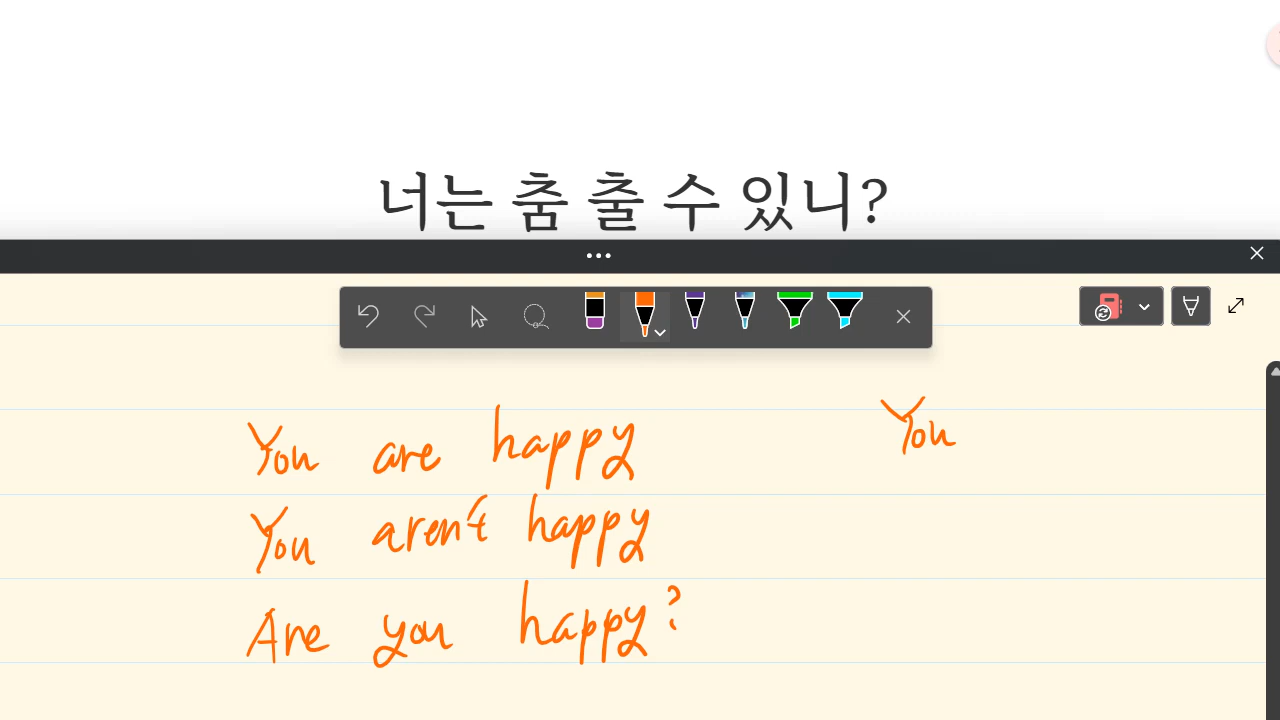 너는 춤 출 수 있니?
You are happy
You
You aren't happy
Are you happy?